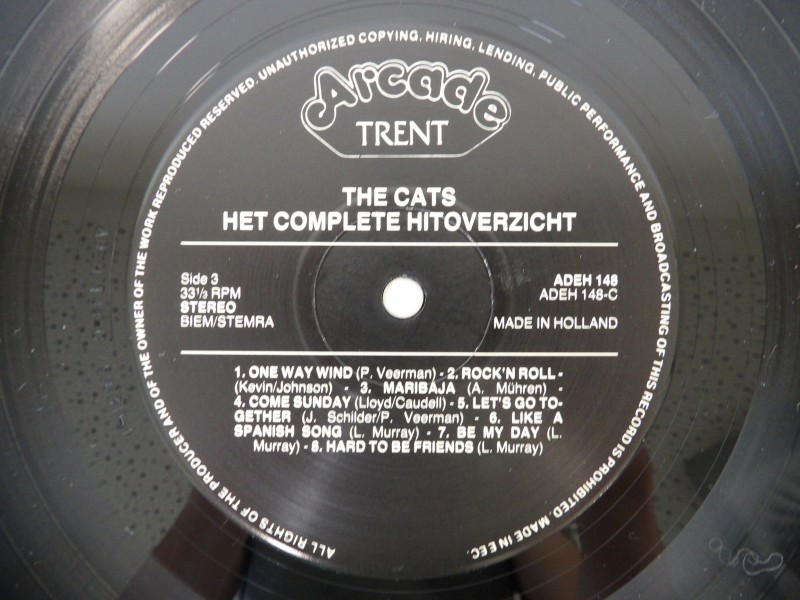 ALL RIGHTS OF THE PRODUCER AND OF THE OWNER OF THE WORK REPRODUCED RESERVED. UNAUTHORIZED COPYING, HIRING, LENDING, PUBLIC PERFORMANCE AND BROADCASTING OF THIS RECORD IS PROHIBITED. MADE IN EEC.
Arcade
TRENT
THE CATS
HET COMPLETE HITOVERZICHT
Side 3
33⅓ RPM
STEREO
BIEM/STEMRA
ADEH 148
ADEH 148-C
MADE IN HOLLAND
1. ONE WAY WIND (P. Veerman) - 2. ROCK'N ROLL -
(Kevin/Johnson) - 3. MARIBAJA (A. Mühren) -
4. COME SUNDAY (Lloyd/Caudell) - 5. LET'S GO TO-
GETHER (J. Schilder/P. Veerman) - 6. LIKE A
SPANISH SONG (L. Murray) - 7. BE MY DAY (L.
Murray) - 8. HARD TO BE FRIENDS (L. Murray)